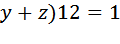 y + z)12 = 1